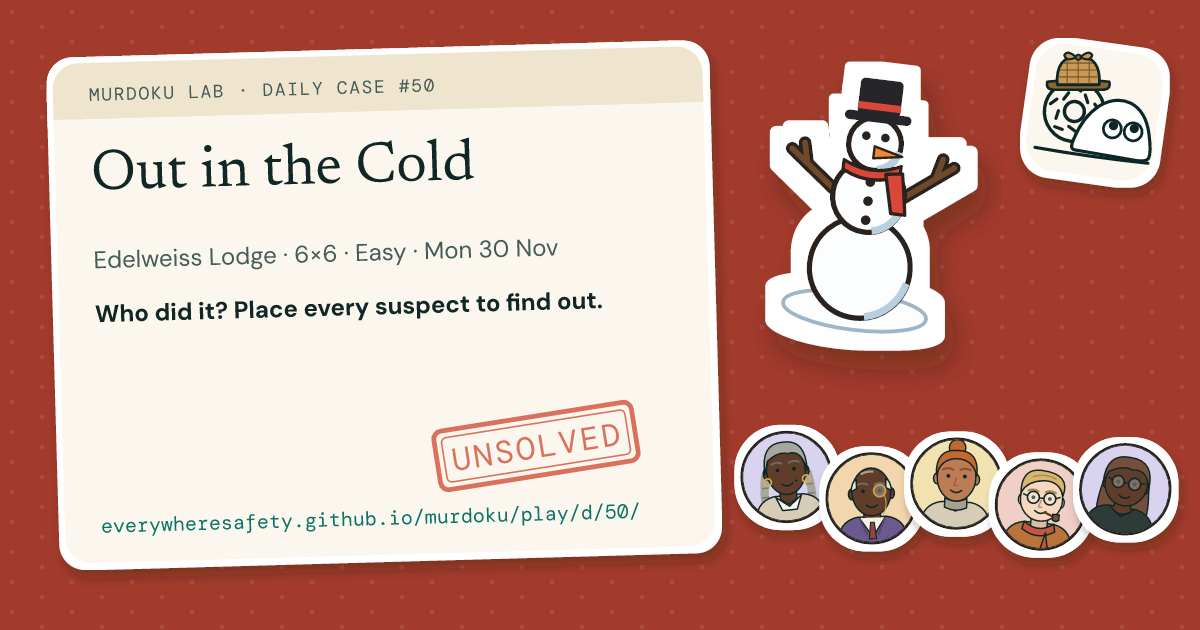 MURDOKU LAB · DAILY CASE #50
Out in the Cold
Edelweiss Lodge · 6×6 · Easy · Mon 30 Nov
Who did it? Place every suspect to find out.
UNSOLVED
everywheresafety.github.io/murdoku/play/d/50/